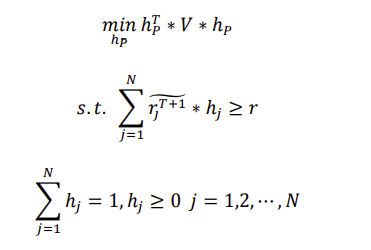 min h_P^T * V * h_P
h_P
N
s.t. ∑ \widetilde{r_j^{T+1}} * h_j ≥ r
j=1
N
∑ h_j = 1, h_j ≥ 0 j = 1,2,⋯,N
j=1